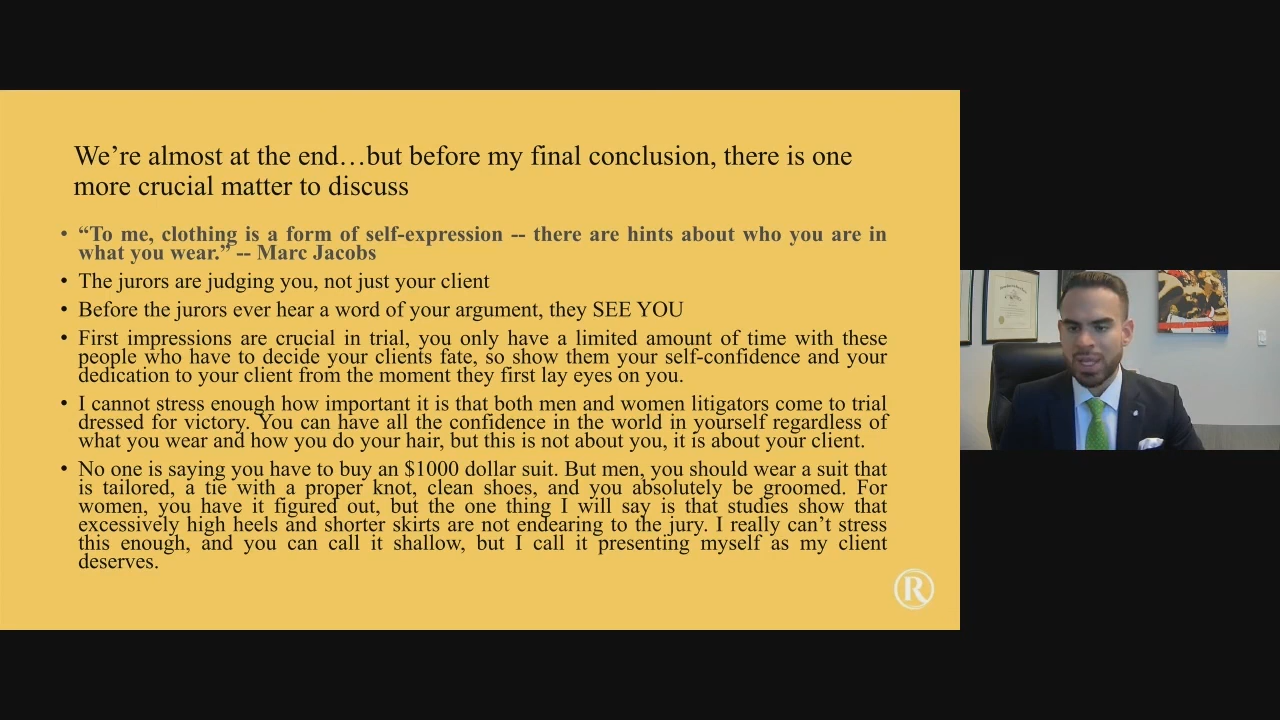 We’re almost at the end…but before my final conclusion, there is one
more crucial matter to discuss
• “To me, clothing is a form of self-expression -- there are hints about who you are in
what you wear.” -- Marc Jacobs
• The jurors are judging you, not just your client
• Before the jurors ever hear a word of your argument, they SEE YOU
• First impressions are crucial in trial, you only have a limited amount of time with these
people who have to decide your clients fate, so show them your self-confidence and your
dedication to your client from the moment they first lay eyes on you.
• I cannot stress enough how important it is that both men and women litigators come to trial
dressed for victory. You can have all the confidence in the world in yourself regardless of
what you wear and how you do your hair, but this is not about you, it is about your client.
• No one is saying you have to buy an $1000 dollar suit. But men, you should wear a suit that
is tailored, a tie with a proper knot, clean shoes, and you absolutely be groomed. For
women, you have it figured out, but the one thing I will say is that studies show that
excessively high heels and shorter skirts are not endearing to the jury. I really can’t stress
this enough, and you can call it shallow, but I call it presenting myself as my client
deserves.
R